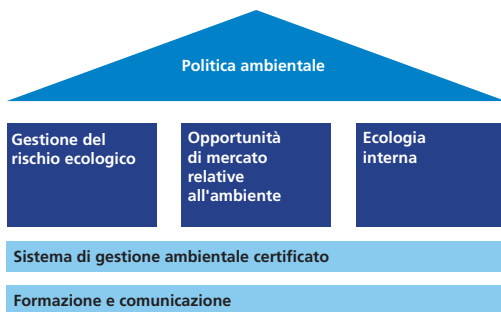 Politica ambientale
Gestione del
rischio ecologico
Opportunità
di mercato
relative
all'ambiente
Ecologia
interna
Sistema di gestione ambientale certificato
Formazione e comunicazione